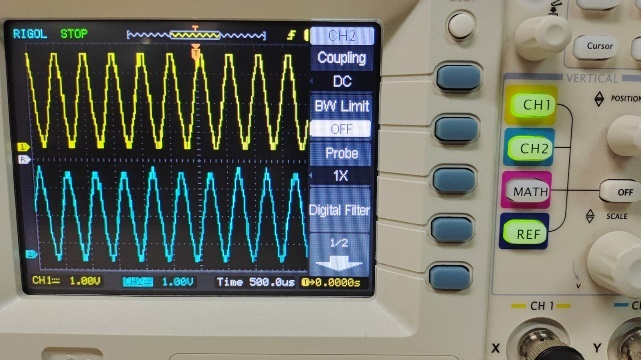 RIGOL STOP
T
CH2
Coupling
DC
BW Limit
OFF
Probe
1X
Digital Filter
1/2
CH1 1.00V CH2 1.00V Time 500.0us T→0.0000s
Cursor
VERTICAL
CH1
POSITION
CH2
MATH
OFF
SCALE
REF
CH 1
X
Y